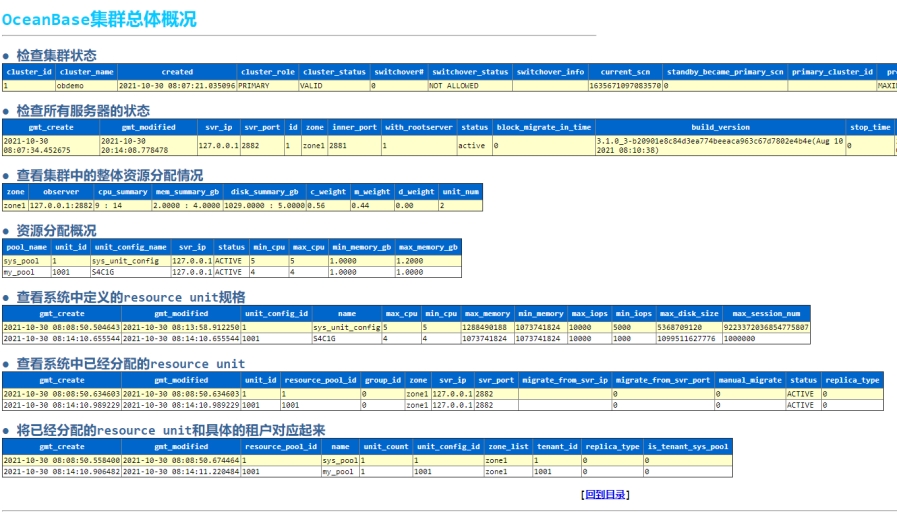 OceanBase集群总体概况
● 检查集群状态
cluster_id cluster_name created cluster_role cluster_status switchover# switchover_status switchover_info current_scn standby_became_primary_scn primary_cluster_id pro
1 obdemo 2021-10-30 08:07:21.035096 PRIMARY VALID 0 NOT ALLOWED 1635671097083570 0 MAXI
● 检查所有服务器的状态
gmt_create gmt_modified svr_ip svr_port id zone inner_port with_rootserver status block_migrate_in_time build_version stop_time
2021-10-30 08:07:34.452675 2021-10-30 20:14:08.778478 127.0.0.1 2882 1 zone1 2881 1 active 0 3.1.0_3-b20901e8c84d3ea774beeaca963c67d7802e4b4e(Aug 10 2021 08:10:38) 0
● 查看集群中的整体资源分配情况
zone observer cpu_summary mem_summary_gb disk_summary_gb c_weight m_weight d_weight unit_num
zone1 127.0.0.1:2882 9 : 14 2.0000 : 4.0000 1029.0000 : 5.0000 0.56 0.44 0.00 2
● 资源分配概况
pool_name unit_id unit_config_name svr_ip status min_cpu max_cpu min_memory_gb max_memory_gb
sys_pool 1 sys_unit_config 127.0.0.1 ACTIVE 5 5 1.0000 1.2000
my_pool 1001 S4C1G 127.0.0.1 ACTIVE 4 4 1.0000 1.0000
● 查看系统中定义的resource unit规格
gmt_create gmt_modified unit_config_id name max_cpu min_cpu max_memory min_memory max_iops min_iops max_disk_size max_session_num
2021-10-30 08:08:50.504643 2021-10-30 08:13:58.912250 1 sys_unit_config 5 5 1288490188 1073741824 10000 5000 5368709120 9223372036854775807
2021-10-30 08:14:10.655544 2021-10-30 08:14:10.655544 1001 S4C1G 4 4 1073741824 1073741824 10000 1000 1099511627776 1000000
● 查看系统中已经分配的resource unit
gmt_create gmt_modified unit_id resource_pool_id group_id zone svr_ip svr_port migrate_from_svr_ip migrate_from_svr_port manual_migrate status replica_type
2021-10-30 08:08:50.634603 2021-10-30 08:08:50.634603 1 1 0 zone1 127.0.0.1 2882 0 0 ACTIVE 0
2021-10-30 08:14:10.989229 2021-10-30 08:14:10.989229 1001 1001 0 zone1 127.0.0.1 2882 0 0 ACTIVE 0
● 将已经分配的resource unit和具体的租户对应起来
gmt_create gmt_modified resource_pool_id name unit_count unit_config_id zone_list tenant_id replica_type is_tenant_sys_pool
2021-10-30 08:08:50.558400 2021-10-30 08:08:50.674464 1 sys_pool 1 1 zone1 1 0 0
2021-10-30 08:14:10.906482 2021-10-30 08:14:11.220484 1001 my_pool 1 1001 zone1 1001 0 0
[回到目录]